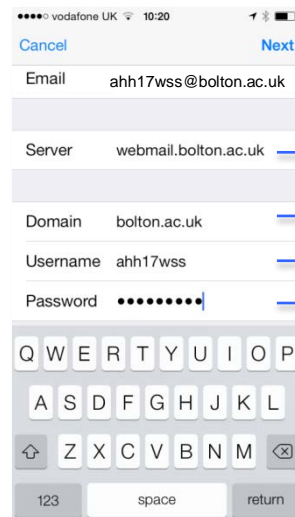 vodafone UK 10:20
Cancel Next
Email ahh17wss@bolton.ac.uk
Server webmail.bolton.ac.uk
Domain bolton.ac.uk
Username ahh17wss
Password •••••••••
Q W E R T Y U I O P
A S D F G H J K L
Z X C V B N M
123 space return